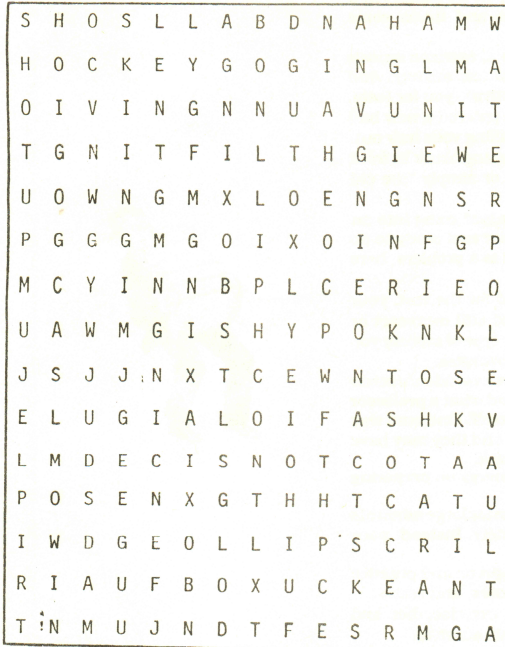 S H O S L L A B D N A H A M W
H O C K E Y G O G I N G L M A
O I V I N G N N U A V U N I T
T G N I T F I L T H G I E W E
U O W N G M X L O E N G N S R
P G G G M G O I X O I N F G P
M C Y I N N B P L C E R I E O
U A W M G I S H Y P O K N K L
J S J J N X T C E W N T O S E
E L U G I A L O I F A S H K V
L M D E C I S N O T C O T A A
P O S E N X G T H H T C A T U
I W D G E O L L I P S C R I L
R I A U F B O X U C K E A N T
T N M U J N D T F E S R M G A